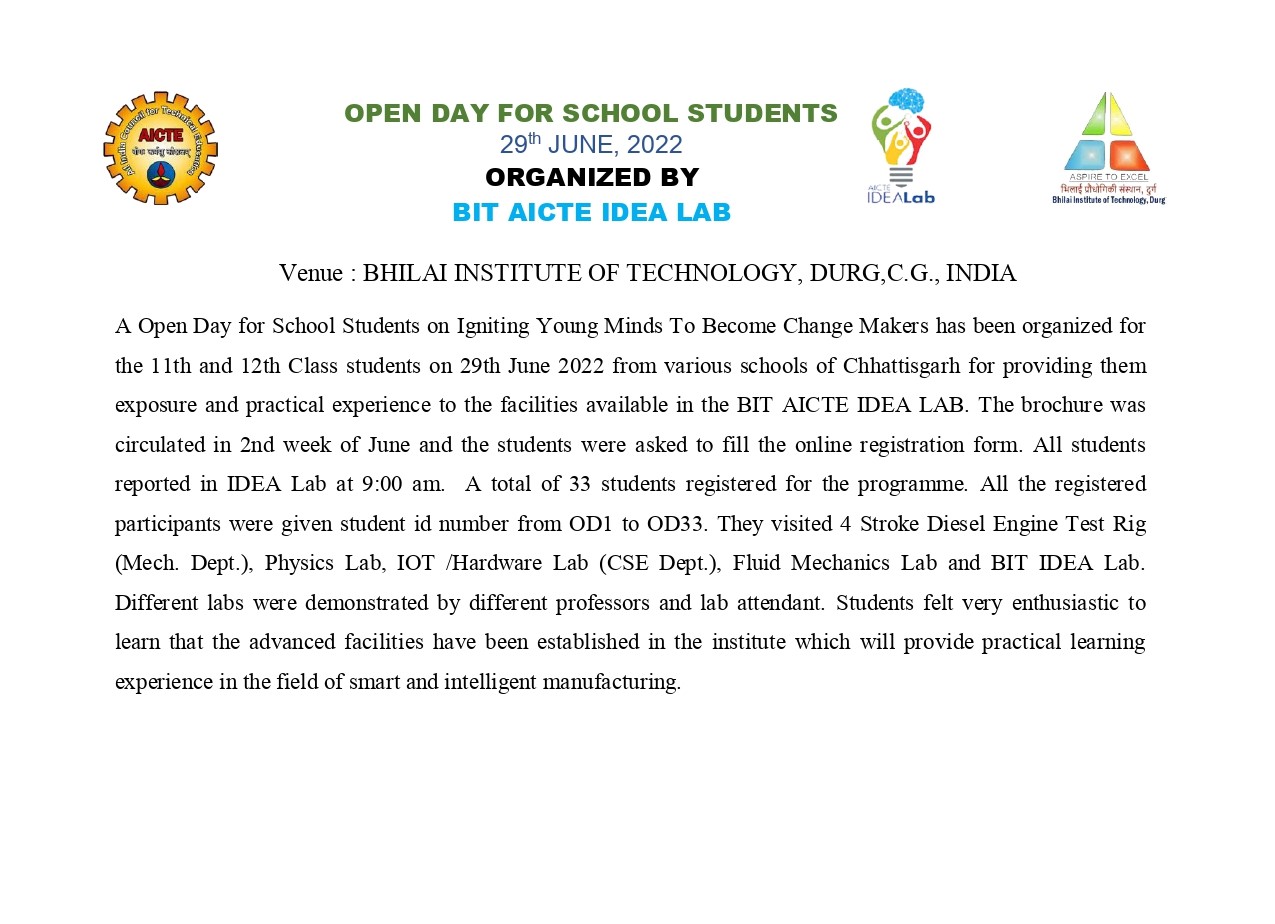 OPEN DAY FOR SCHOOL STUDENTS
29th JUNE, 2022
ORGANIZED BY
BIT AICTE IDEA LAB
All India Council for Technical Education
AICTE
AICTE
IDEALab
ASPIRE TO EXCEL
भिलाई प्रौद्योगिकी संस्थान, दुर्ग
Bhilai Institute of Technology, Durg
Venue : BHILAI INSTITUTE OF TECHNOLOGY, DURG,C.G., INDIA
A Open Day for School Students on Igniting Young Minds To Become Change Makers has been organized for
the 11th and 12th Class students on 29th June 2022 from various schools of Chhattisgarh for providing them
exposure and practical experience to the facilities available in the BIT AICTE IDEA LAB. The brochure was
circulated in 2nd week of June and the students were asked to fill the online registration form. All students
reported in IDEA Lab at 9:00 am.  A total of 33 students registered for the programme. All the registered
participants were given student id number from OD1 to OD33. They visited 4 Stroke Diesel Engine Test Rig
(Mech. Dept.), Physics Lab, IOT /Hardware Lab (CSE Dept.), Fluid Mechanics Lab and BIT IDEA Lab.
Different labs were demonstrated by different professors and lab attendant. Students felt very enthusiastic to
learn that the advanced facilities have been established in the institute which will provide practical learning
experience in the field of smart and intelligent manufacturing.